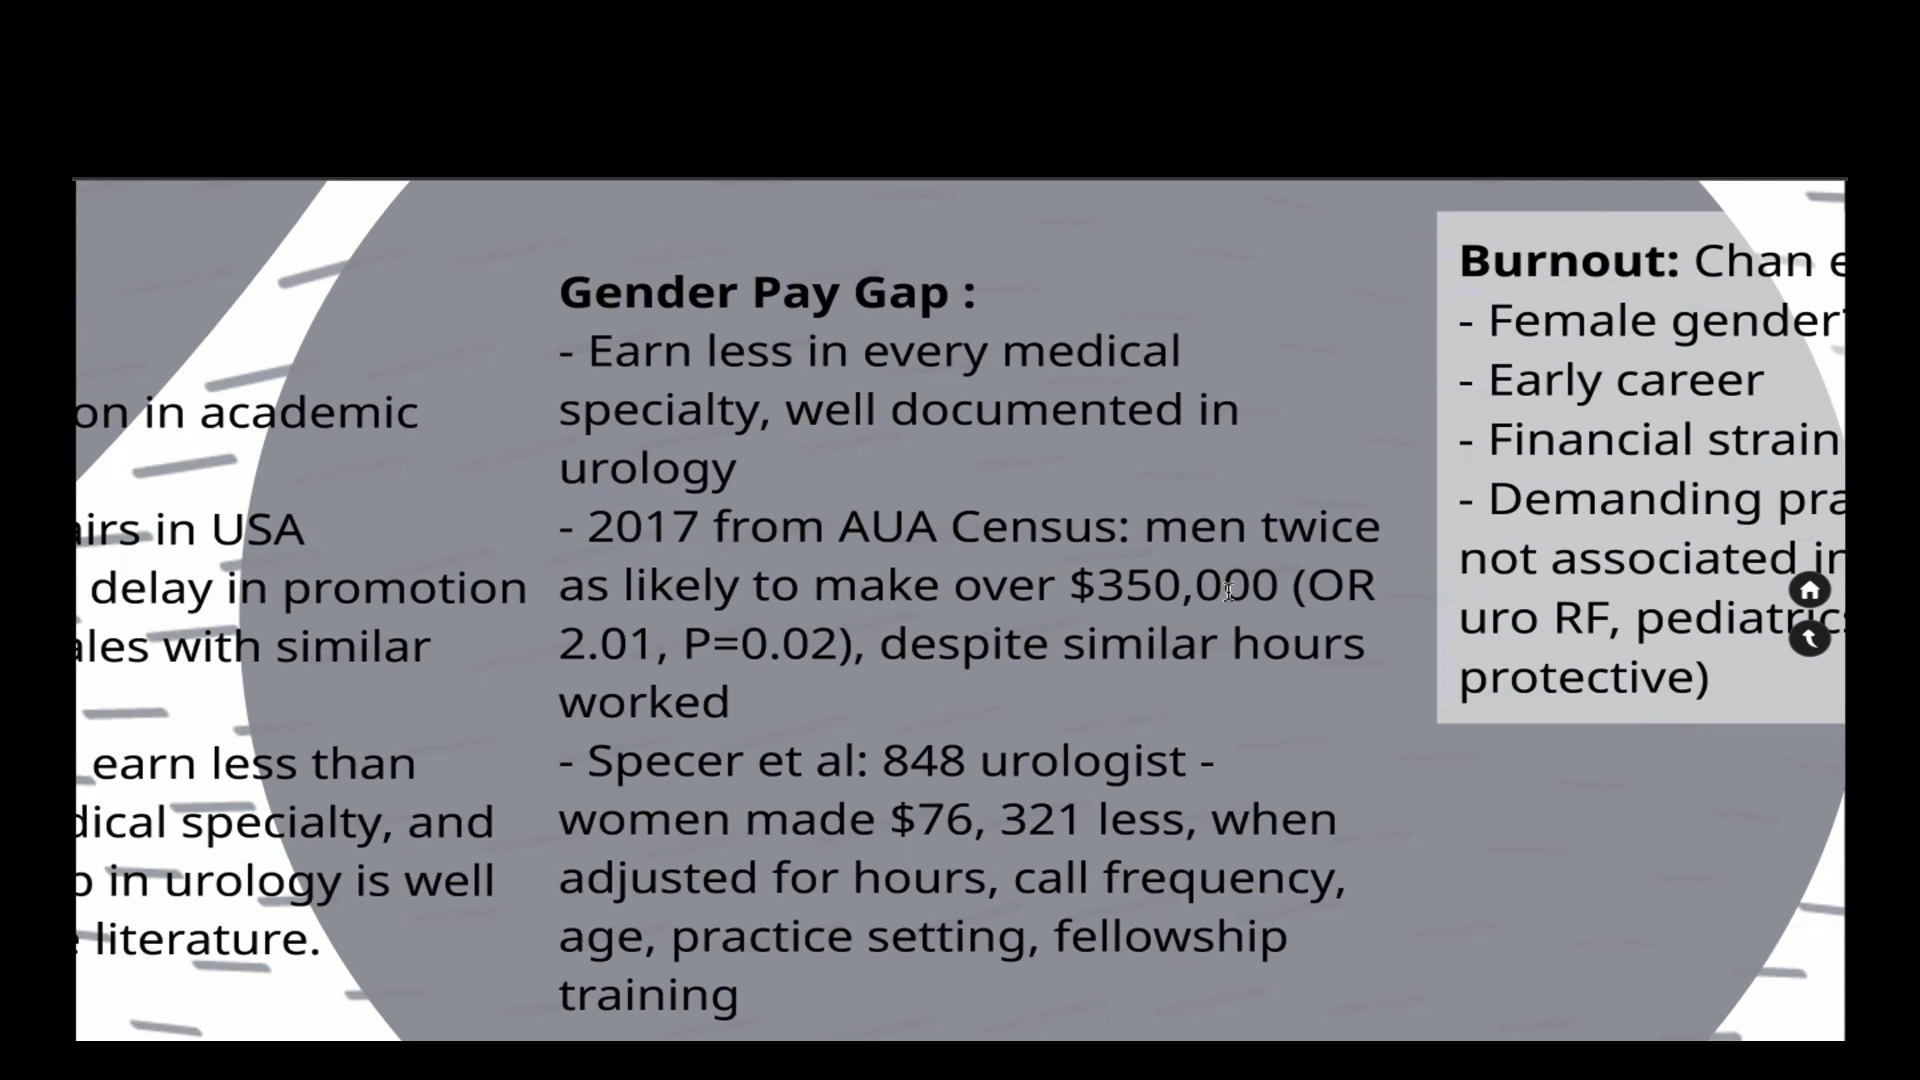 on in academic
airs in USA
delay in promotion
ales with similar
earn less than
dical specialty, and
in urology is well
literature.
Gender Pay Gap :
- Earn less in every medical
specialty, well documented in
urology
- 2017 from AUA Census: men twice
as likely to make over $350,000 (OR
2.01, P=0.02), despite similar hours
worked
- Specer et al: 848 urologist -
women made $76, 321 less, when
adjusted for hours, call frequency,
age, practice setting, fellowship
training
Burnout: Chan e
- Female gender
- Early career
- Financial strain
- Demanding pra
not associated in
uro RF, pediatrics
protective)